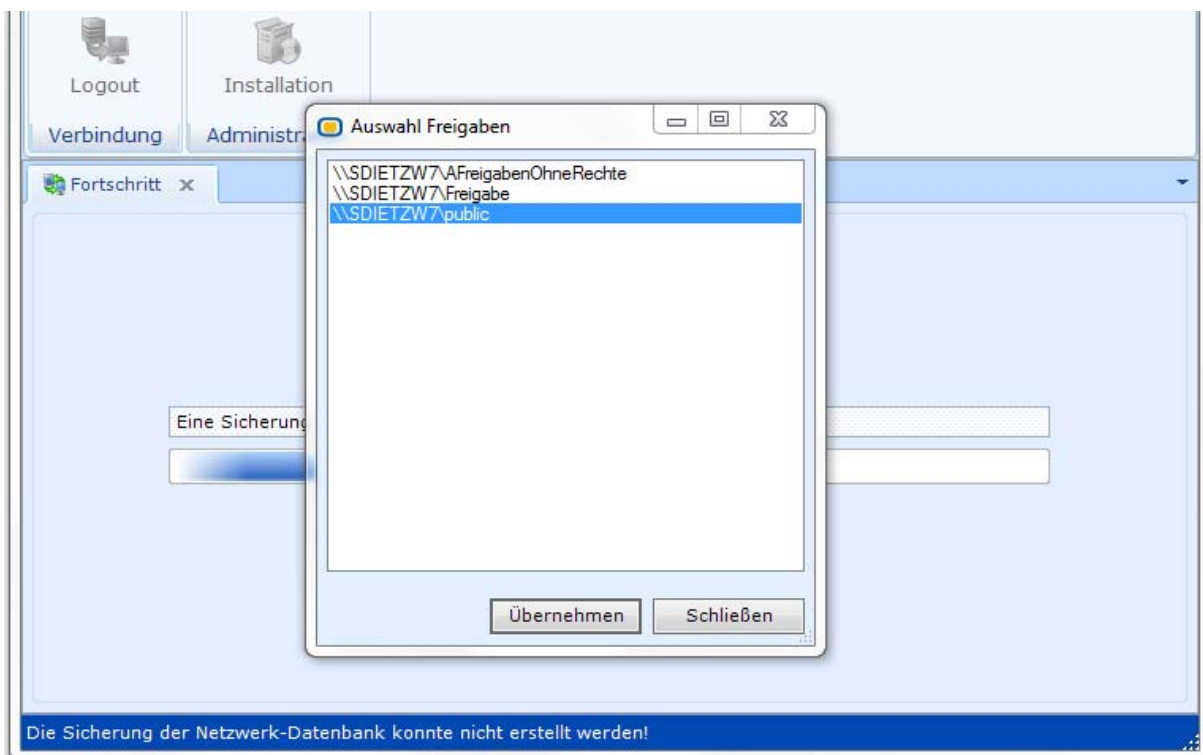 Logout
Installation
Verbindung
Administr
Auswahl Freigaben
Fortschritt
\\SDIETZW7\AFreigabenOhneRechte
\\SDIETZW7\Freigabe
\\SDIETZW7\public
Eine Sicherung
Übernehmen
Schließen
Die Sicherung der Netzwerk-Datenbank konnte nicht erstellt werden!